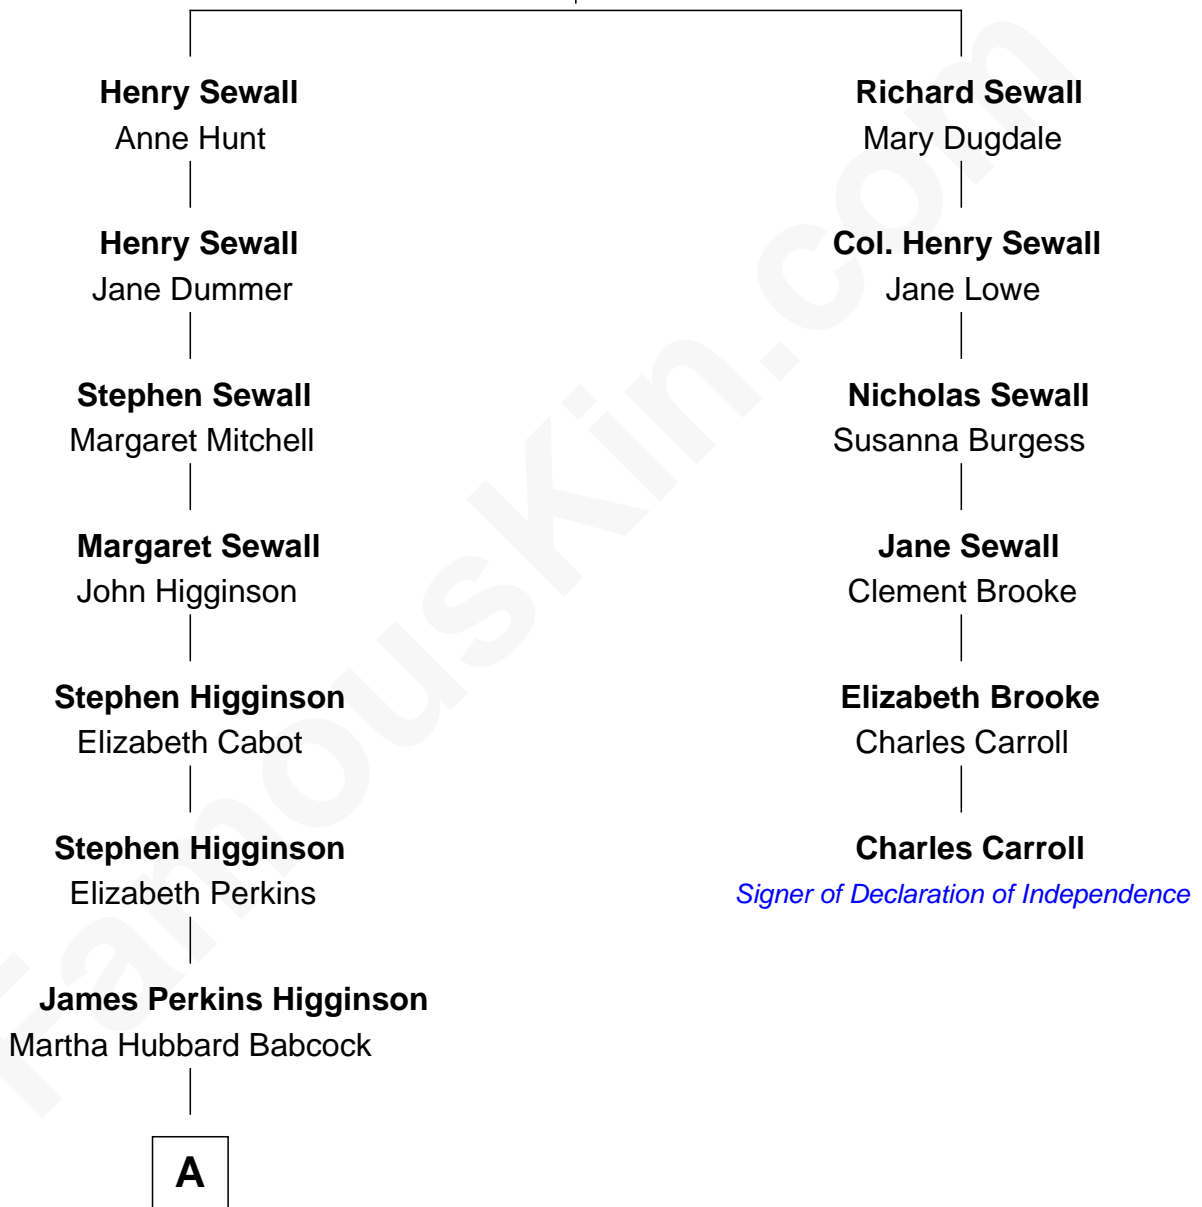 Henry Sewall
Anne Hunt
Richard Sewall
Mary Dugdale
Henry Sewall
Jane Dummer
Col. Henry Sewall
Jane Lowe
Stephen Sewall
Margaret Mitchell
Nicholas Sewall
Susanna Burgess
Margaret Sewall
John Higginson
Jane Sewall
Clement Brooke
Stephen Higginson
Elizabeth Cabot
Elizabeth Brooke
Charles Carroll
Stephen Higginson
Elizabeth Perkins
Charles Carroll
Signer of Declaration of Independence
James Perkins Higginson
Martha Hubbard Babcock
A
FamousKin.com